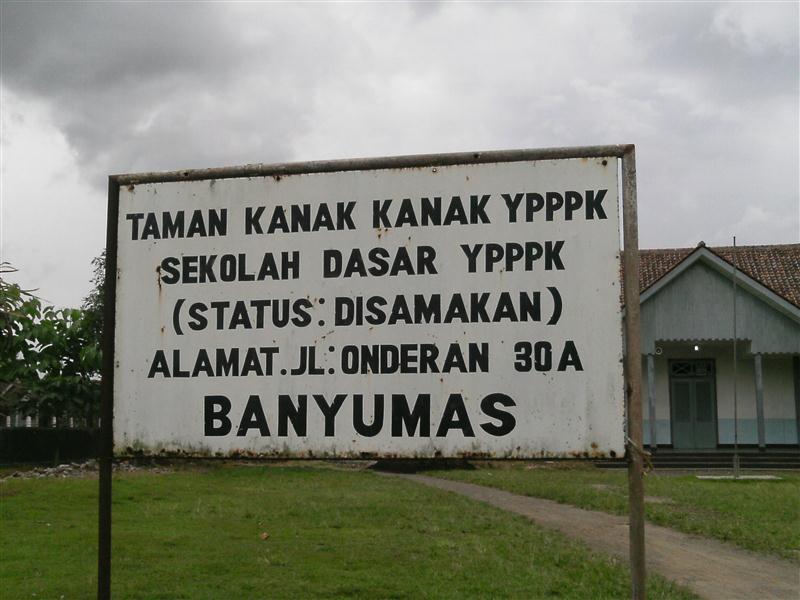 TAMAN KANAK KANAK YPPPK
SEKOLAH DASAR YPPPK
(STATUS: DISAMAKAN)
ALAMAT.JL: ONDERAN 30A
BANYUMAS